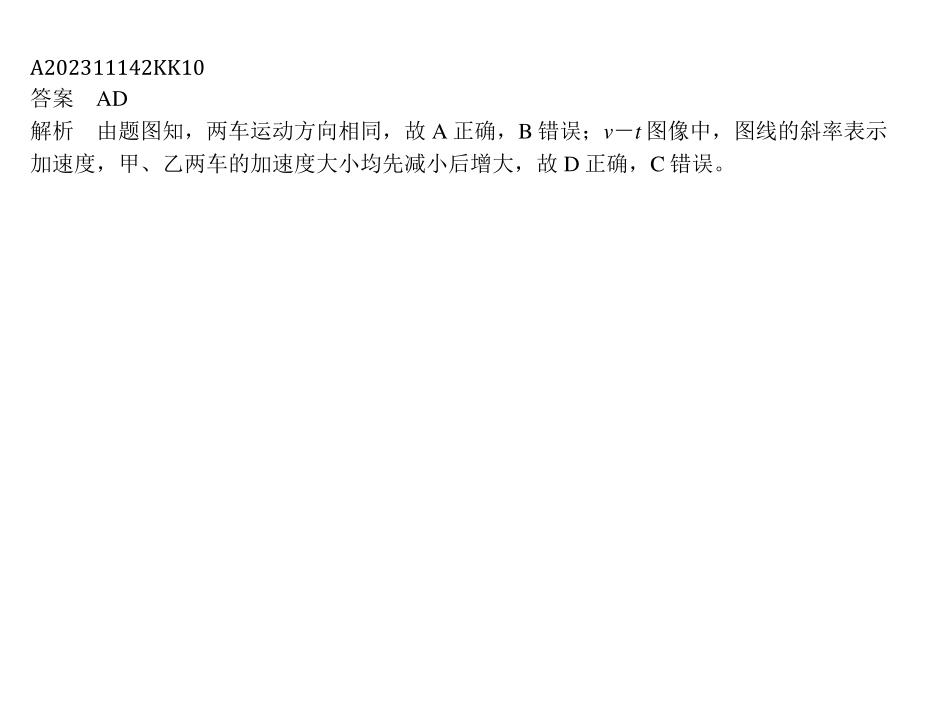 A202311142KK10
答案　AD
解析　由题图知，两车运动方向相同，故 A 正确，B 错误；v－t 图像中，图线的斜率表示
加速度，甲、乙两车的加速度大小均先减小后增大，故 D 正确，C 错误。